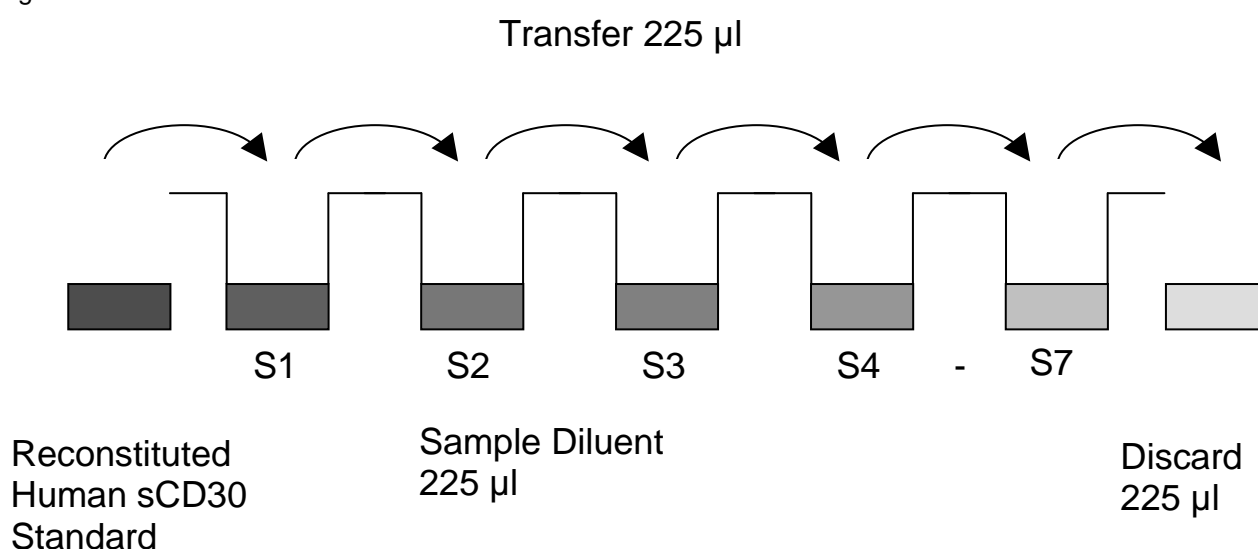 Transfer 225 µl
S1 S2 S3 S4 - S7
Reconstituted
Human sCD30
Standard
Sample Diluent
225 µl
Discard
225 µl